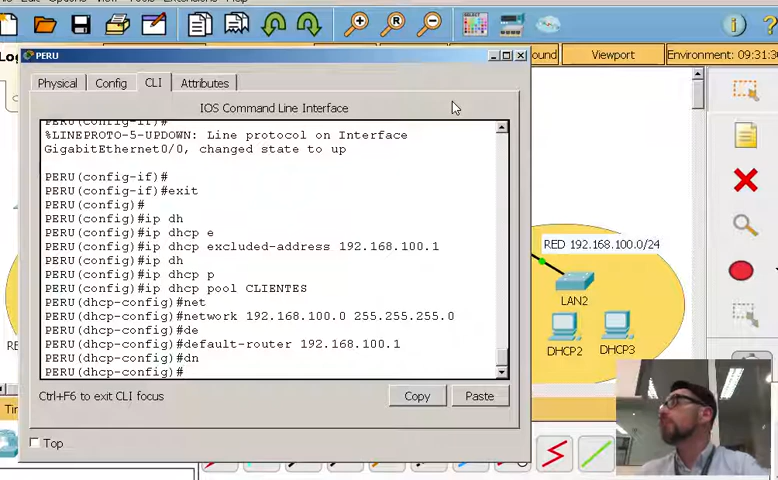 Viewport
Environment: 09:31:3
PERU
Physical
Config
CLI
Attributes
IOS Command Line Interface
PERU(config-if)#
%LINEPROTO-5-UPDOWN: Line protocol on Interface
GigabitEthernet0/0, changed state to up
PERU(config-if)#
PERU(config-if)#exit
PERU(config)#
PERU(config)#ip dh
PERU(config)#ip dhcp e
PERU(config)#ip dhcp excluded-address 192.168.100.1
PERU(config)#ip dh
PERU(config)#ip dhcp p
PERU(config)#ip dhcp pool CLIENTES
PERU(dhcp-config)#net
PERU(dhcp-config)#network 192.168.100.0 255.255.255.0
PERU(dhcp-config)#de
PERU(dhcp-config)#default-router 192.168.100.1
PERU(dhcp-config)#dn
PERU(dhcp-config)#
Ctrl+F6 to exit CLI focus
Copy
Paste
Top
RED 192.168.100.0/24
LAN2
DHCP2
DHCP3